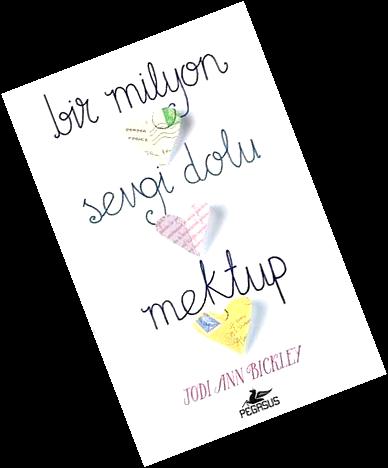 bir milyon
sevgi dolu
mektup
JODI ANN BICKLEY
PEGASUS